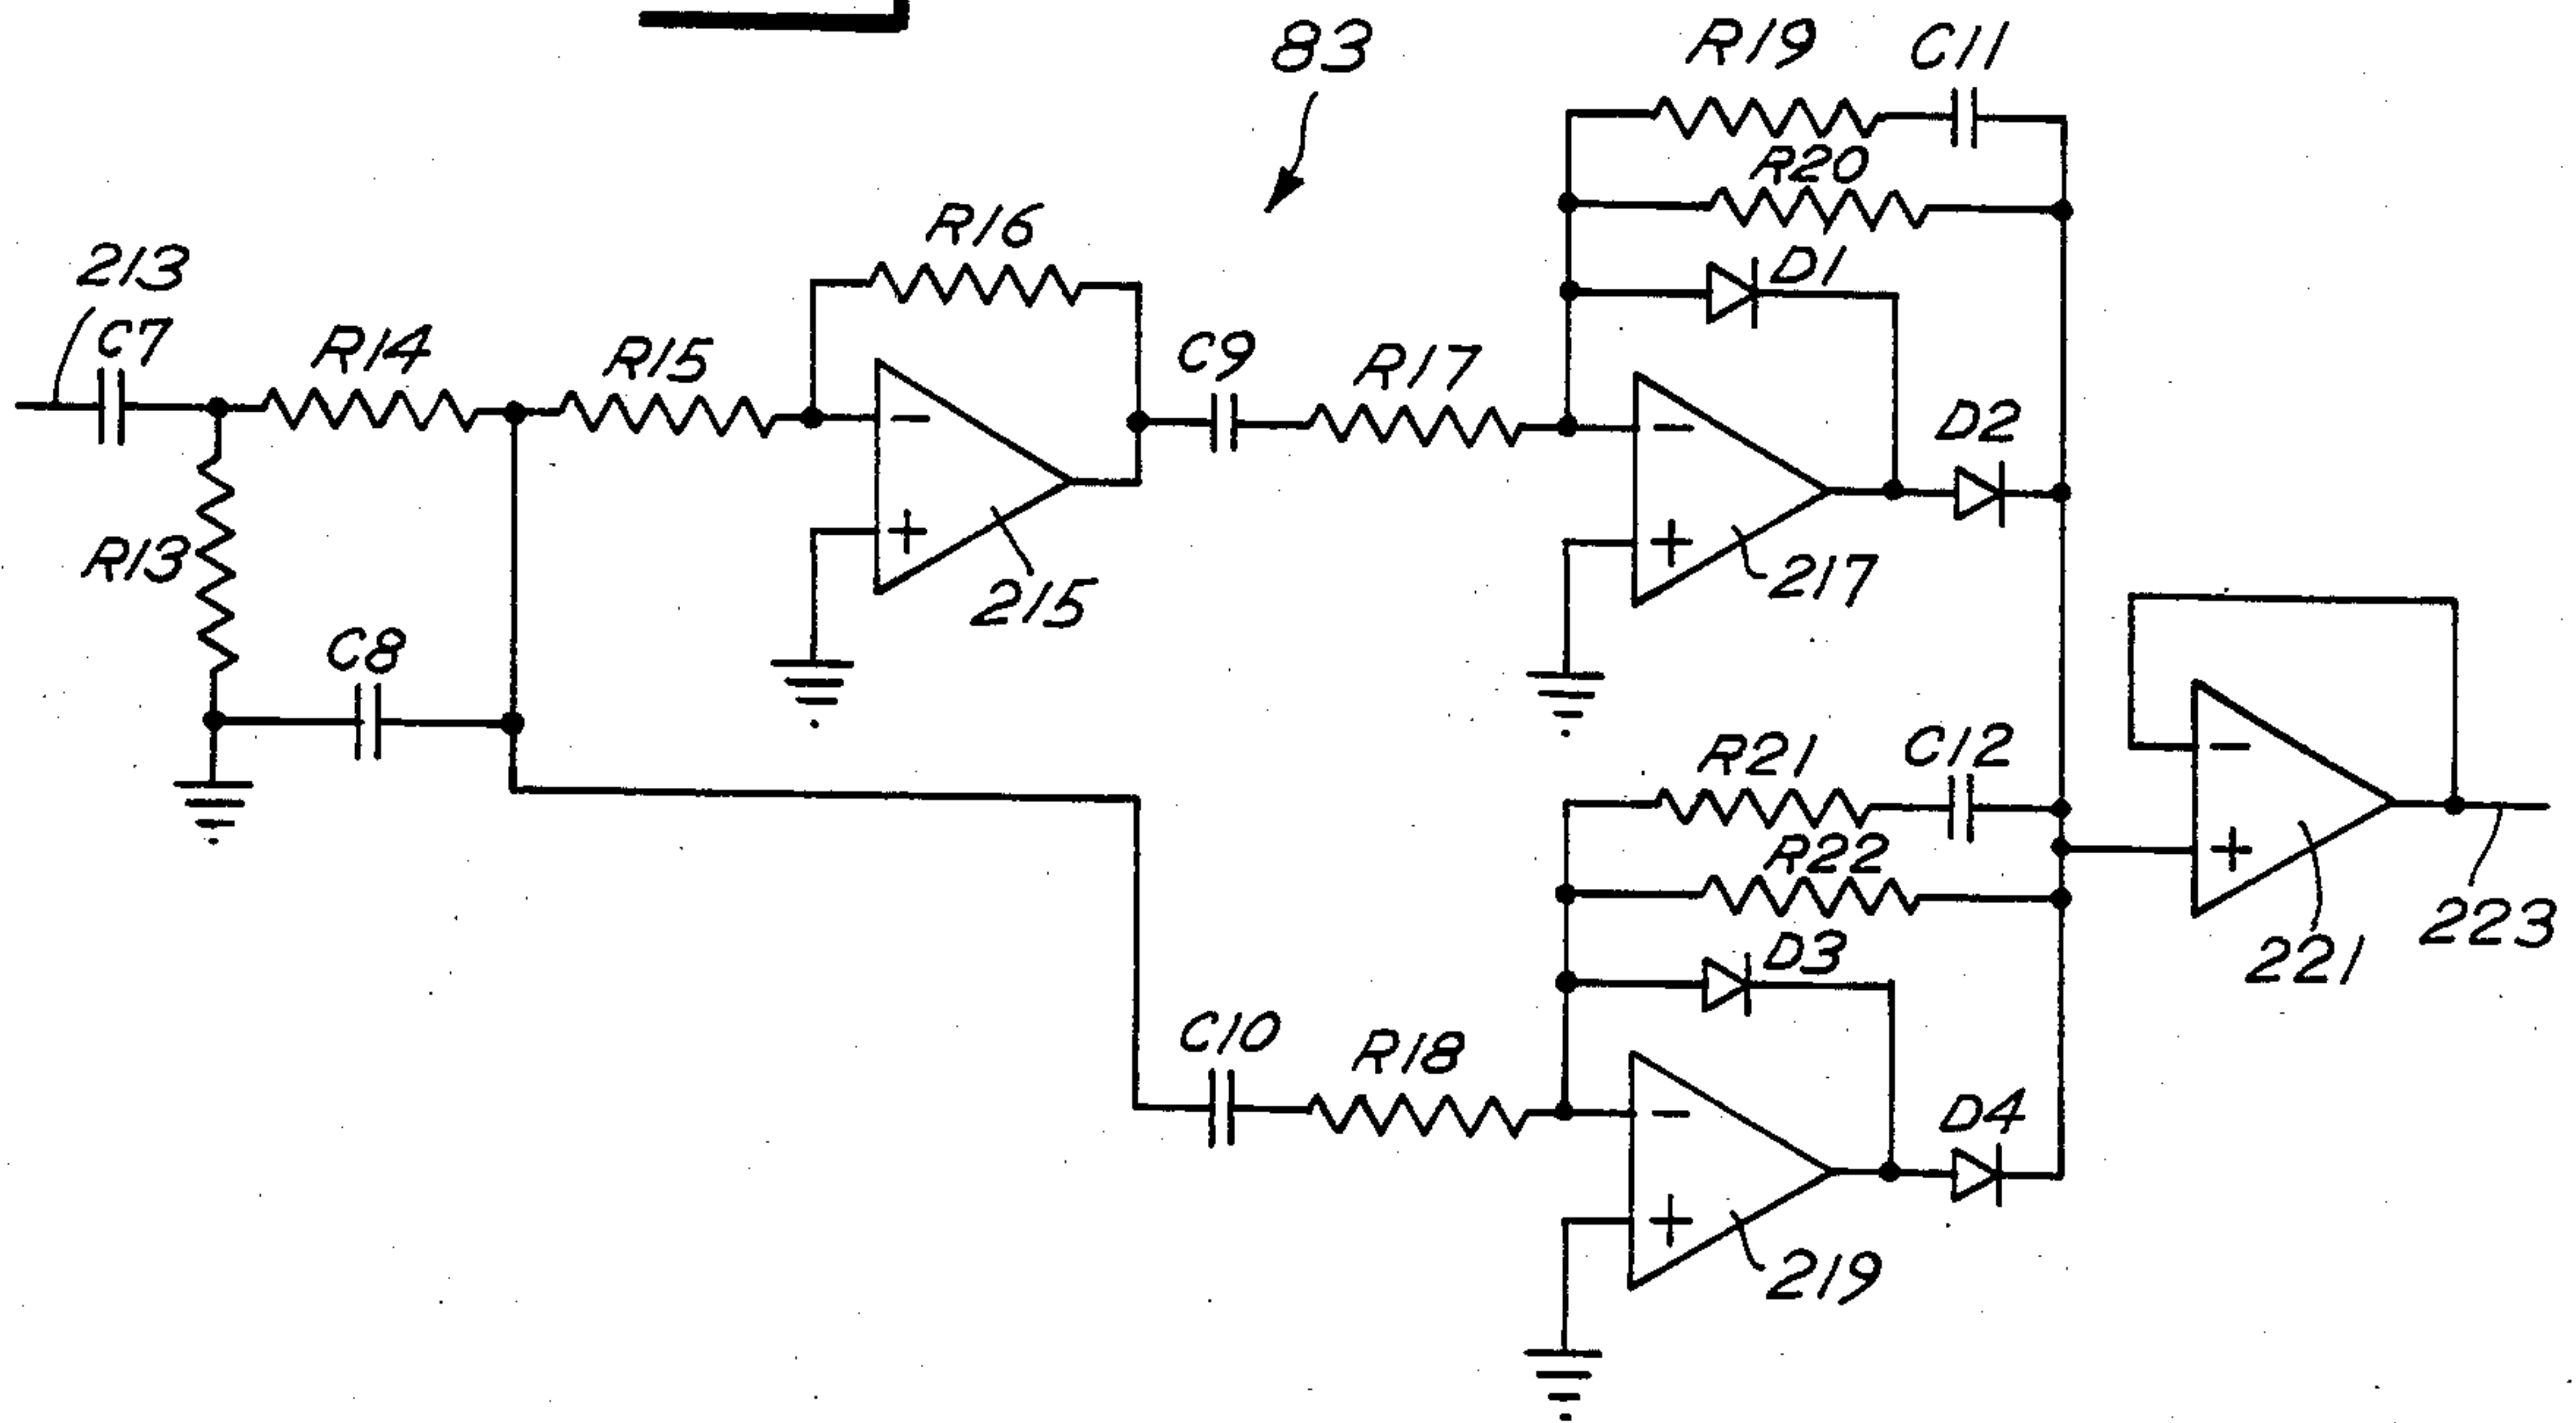 83
R19
C11
R20
R16
213
D1
C7
R14
R15
C9
R17
D2
−
−
+
+
R13
215
217
C8
R21
C12
−
R22
+
D3
223
221
C10
R18
D4
−
+
219